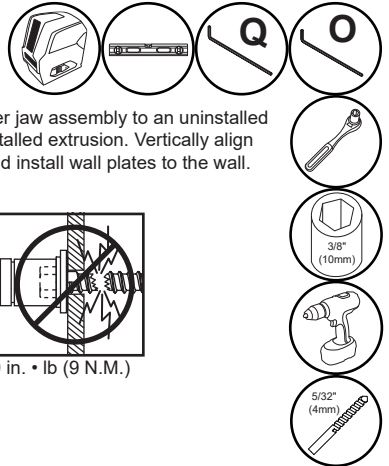 Q O
er jaw assembly to an uninstalled
talled extrusion. Vertically align
d install wall plates to the wall.
3/8"
(10mm)
in. • lb (9 N.M.)
5/32"
(4mm)